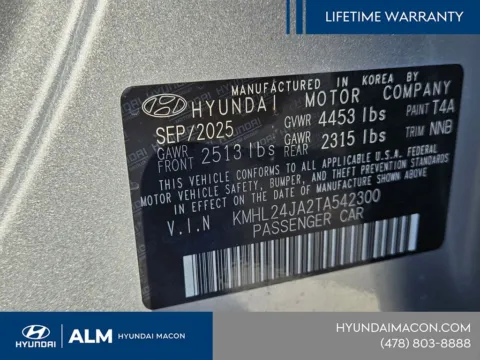 LIFETIME WARRANTY
MANUFACTURED IN KOREA BY
HYUNDAI MOTOR COMPANY
SEP/2025 GVWR 4453 lbs PAINT T4A
GAWR FRONT 2513 lbs GAWR REAR 2315 lbs TRIM NNB
THIS VEHICLE CONFORMS TO ALL APPLICABLE U.S.A. FEDERAL
MOTOR VEHICLE SAFETY, BUMPER, AND THEFT PREVENTION
STANDARDS IN EFFECT ON THE DATE OF MANUFACTURE
SHOWN ABOVE.
V.I.N KMHL24JA2TA542300
PASSENGER CAR
HYUNDAI ALM HYUNDAI MACON
HYUNDAIMACON.COM
(478) 803-8888